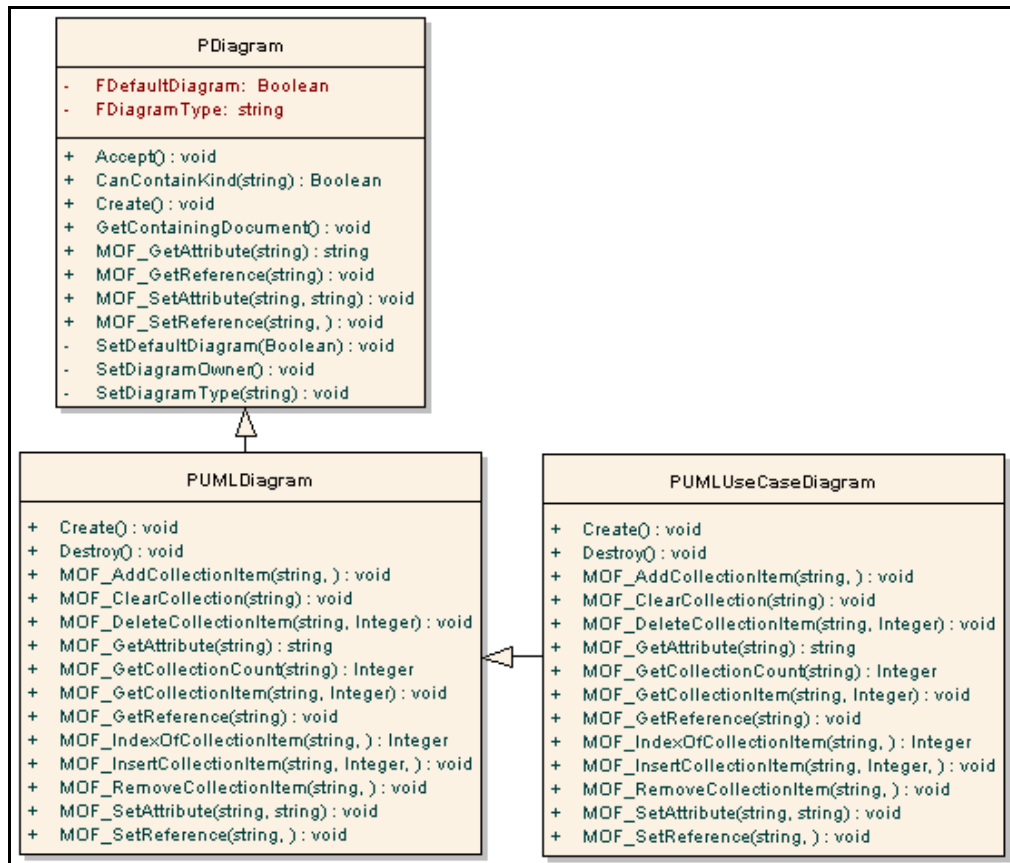 PDiagram
- FDefaultDiagram: Boolean
- FDiagramType: string
+ Accept() : void
+ CanContainKind(string) : Boolean
+ Create() : void
+ GetContainingDocument() : void
+ MOF_GetAttribute(string) : string
+ MOF_GetReference(string) : void
+ MOF_SetAttribute(string, string) : void
+ MOF_SetReference(string, ) : void
- SetDefaultDiagram(Boolean) : void
- SetDiagramOwner() : void
- SetDiagramType(string) : void
PUMLDiagram
+ Create() : void
+ Destroy() : void
+ MOF_AddCollectionItem(string, ) : void
+ MOF_ClearCollection(string) : void
+ MOF_DeleteCollectionItem(string, Integer) : void
+ MOF_GetAttribute(string) : string
+ MOF_GetCollectionCount(string) : Integer
+ MOF_GetCollectionItem(string, Integer) : void
+ MOF_GetReference(string) : void
+ MOF_IndexOfCollectionItem(string, ) : Integer
+ MOF_InsertCollectionItem(string, Integer, ) : void
+ MOF_RemoveCollectionItem(string, ) : void
+ MOF_SetAttribute(string, string) : void
+ MOF_SetReference(string, ) : void
PUMLUseCaseDiagram
+ Create() : void
+ Destroy() : void
+ MOF_AddCollectionItem(string, ) : void
+ MOF_ClearCollection(string) : void
+ MOF_DeleteCollectionItem(string, Integer) : void
+ MOF_GetAttribute(string) : string
+ MOF_GetCollectionCount(string) : Integer
+ MOF_GetCollectionItem(string, Integer) : void
+ MOF_GetReference(string) : void
+ MOF_IndexOfCollectionItem(string, ) : Integer
+ MOF_InsertCollectionItem(string, Integer, ) : void
+ MOF_RemoveCollectionItem(string, ) : void
+ MOF_SetAttribute(string, string) : void
+ MOF_SetReference(string, ) : void